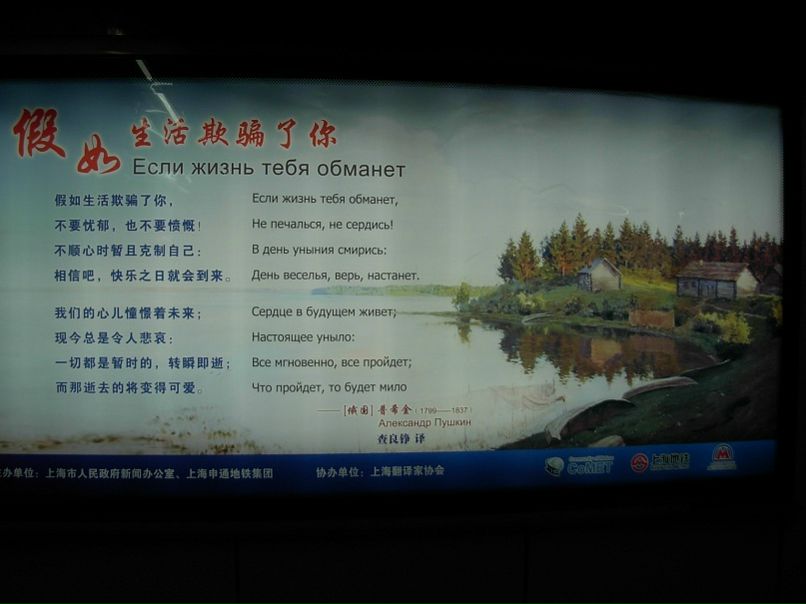 假如生活欺骗了你
Если жизнь тебя обманет
假如生活欺骗了你，
不要忧郁，也不要愤慨！
不顺心时暂且克制自己：
相信吧，快乐之日就会到来。
我们的心儿憧憬着未来；
现今总是令人悲哀：
一切都是暂时的，转瞬即逝；
而那逝去的将变得可爱。
Если жизнь тебя обманет,
Не печалься, не сердись!
В день уныния смирись:
День веселья, верь, настанет.
Сердце в будущем живет;
Настоящее уныло:
Все мгновенно, все пройдет;
Что пройдет, то будет мило
——［俄国］普希金（1799——1837）
Александр Пушкин
查良铮 译
办单位：上海市人民政府新闻办公室、上海申通地铁集团
协办单位：上海翻译家协会
CoMET
上海地铁